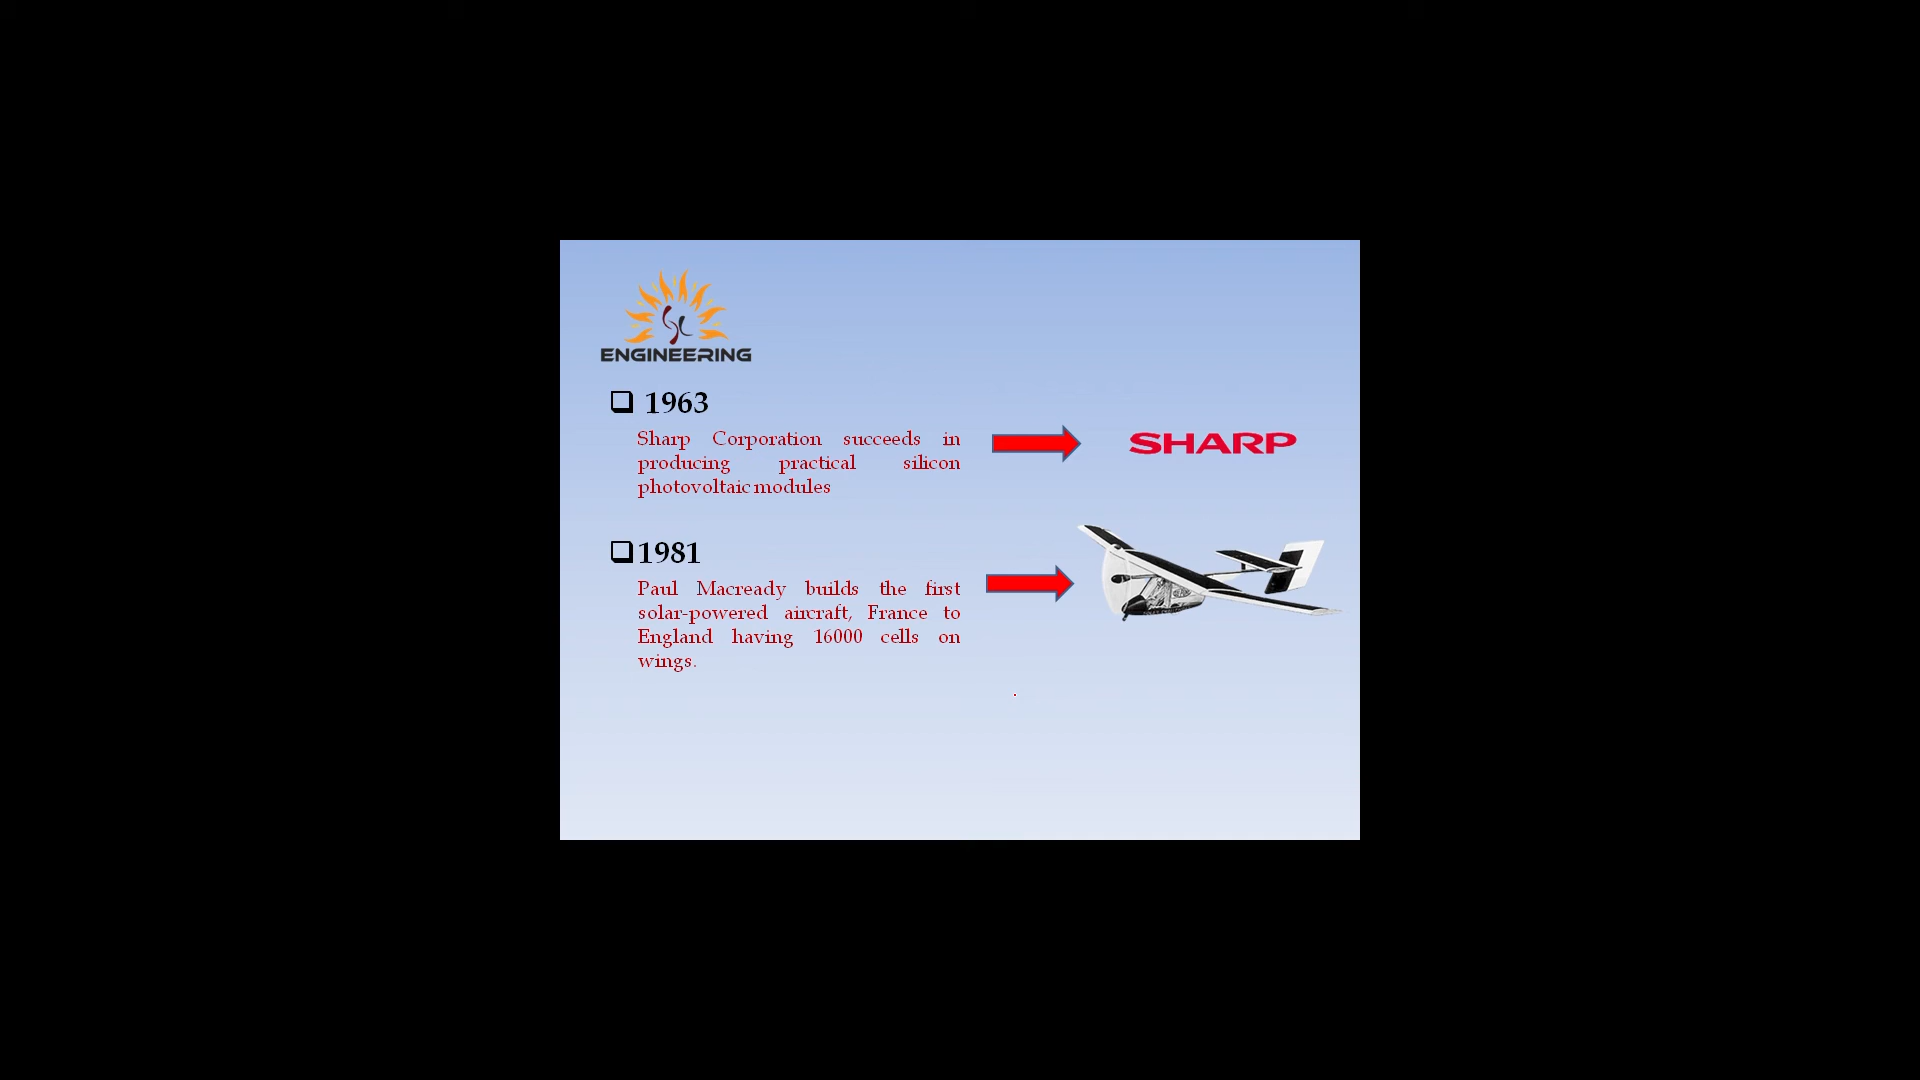 ENGINEERING
1963
Sharp Corporation succeeds in
producing practical silicon
photovoltaic modules
SHARP
1981
Paul Macready builds the first
solar-powered aircraft, France to
England having 16000 cells on
wings.